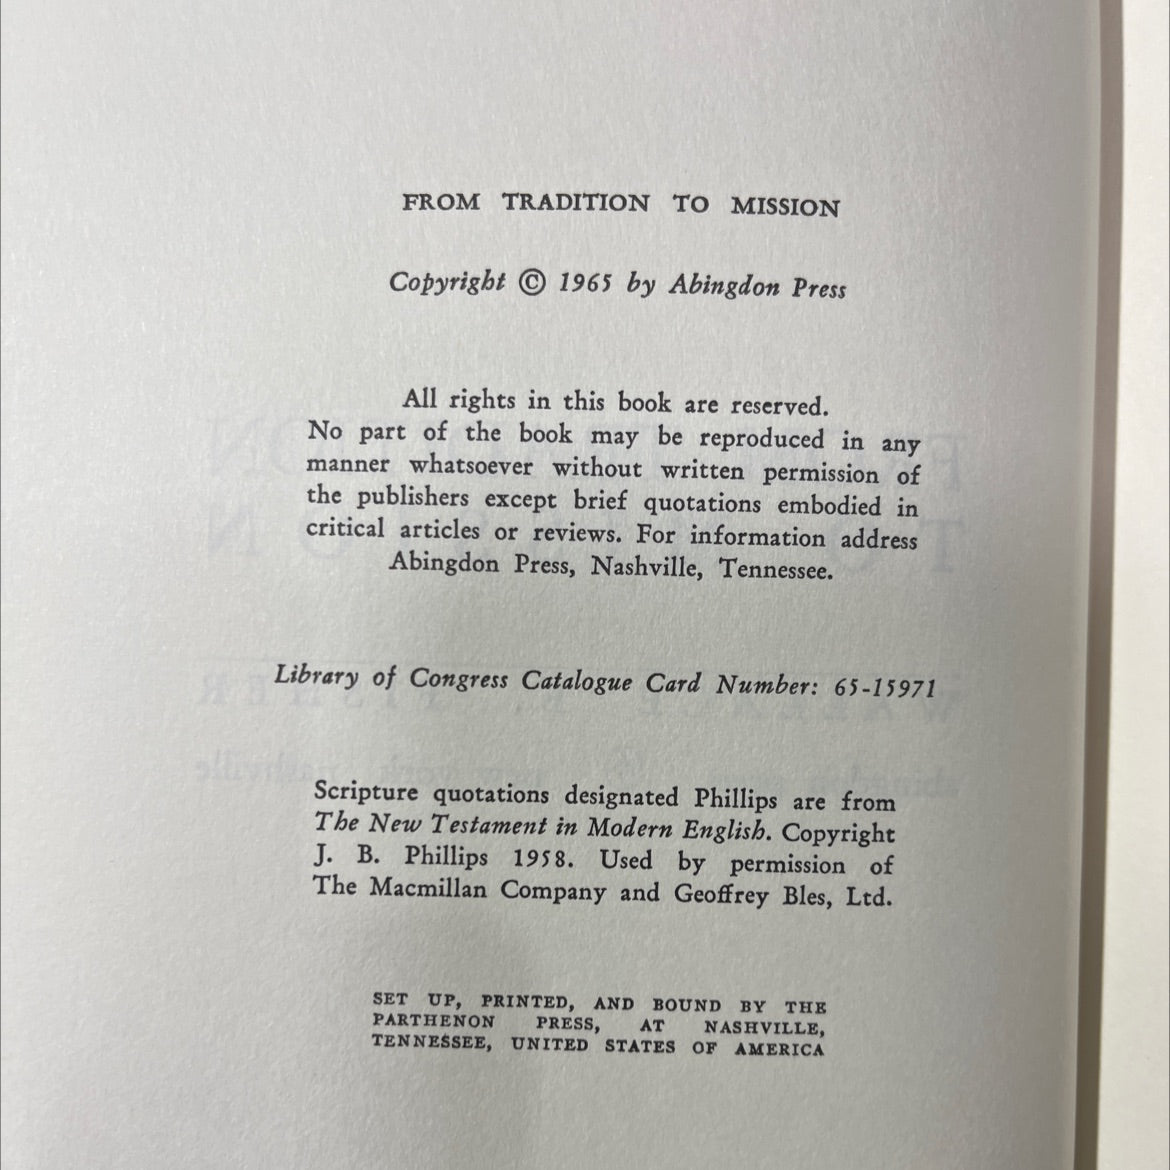 FROM TRADITION TO MISSION
Copyright © 1965 by Abingdon Press
All rights in this book are reserved.
No part of the book may be reproduced in any
manner whatsoever without written permission of
the publishers except brief quotations embodied in
critical articles or reviews. For information address
Abingdon Press, Nashville, Tennessee.
Library of Congress Catalogue Card Number: 65-15971
Scripture quotations designated Phillips are from
The New Testament in Modern English. Copyright
J. B. Phillips 1958. Used by permission of
The Macmillan Company and Geoffrey Bles, Ltd.
SET UP, PRINTED, AND BOUND BY THE
PARTHENON PRESS, AT NASHVILLE,
TENNESSEE, UNITED STATES OF AMERICA